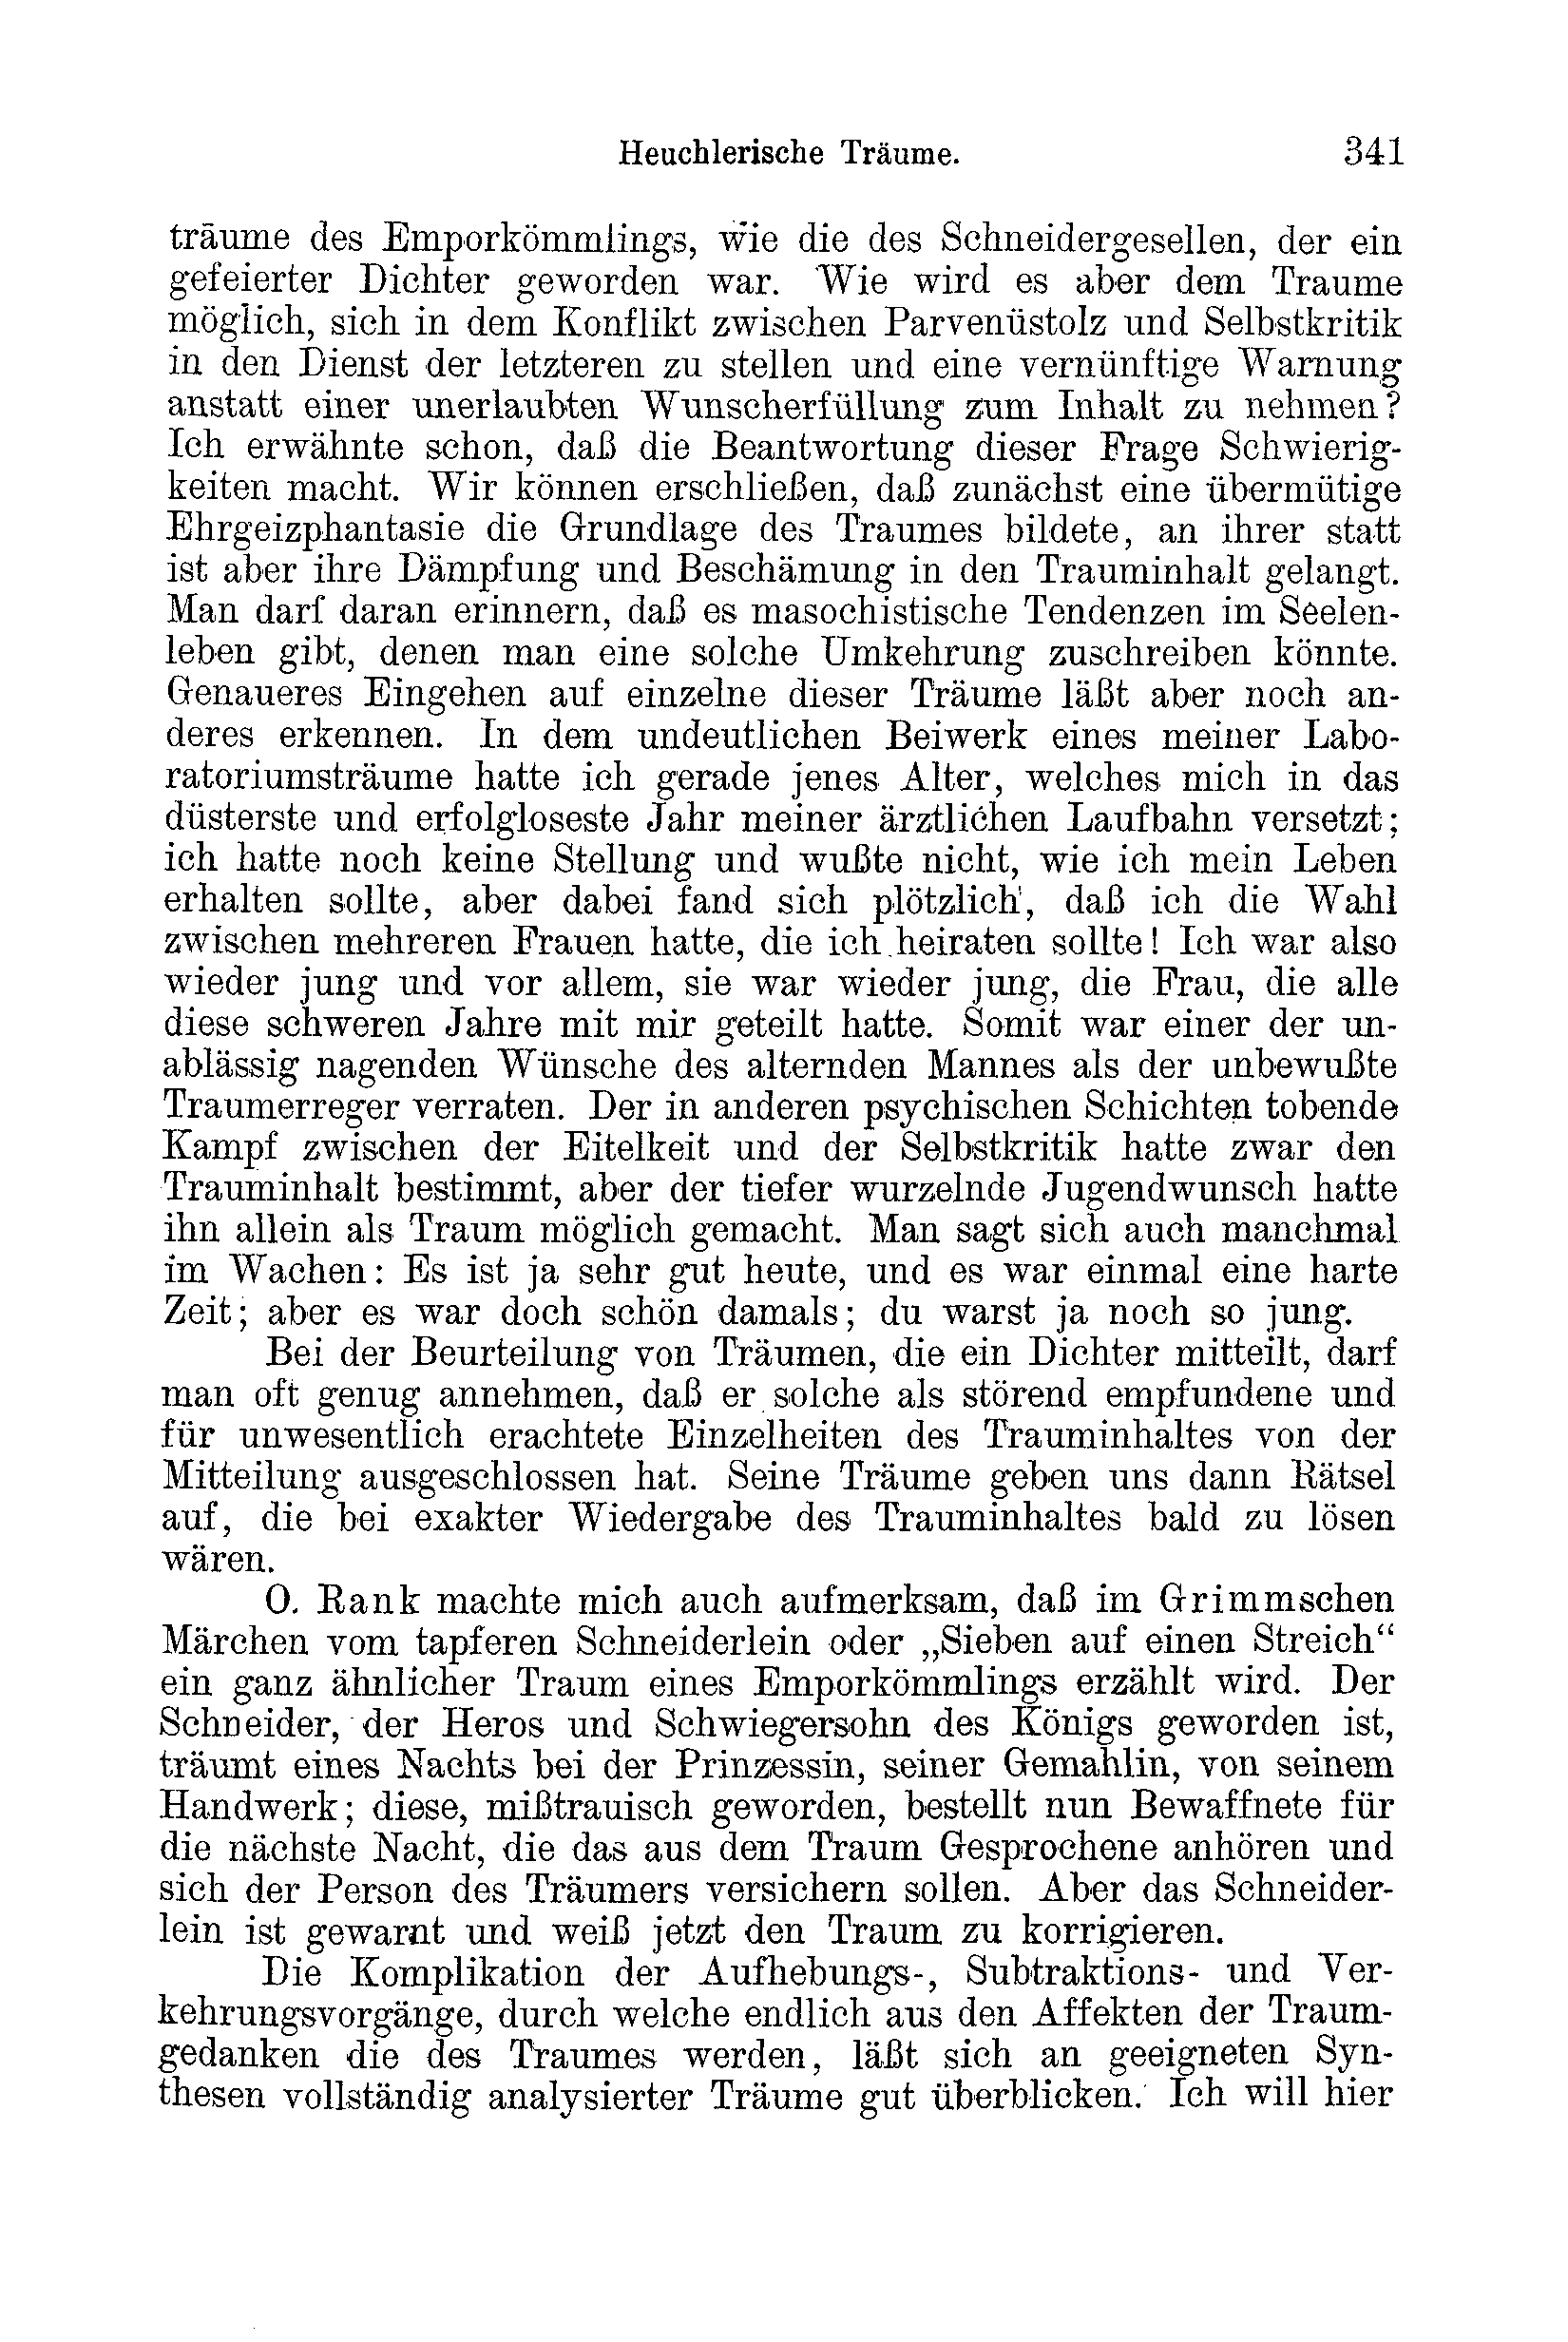 Heuchlerische Träume. 341
träume des Emporkömmlings, wie die des Schneidergesellen, der ein
gefeierter Dichter geworden war. Wie wird es aber dem Traume
möglich, sich in dem Konflikt zwischen Parvenüstolz und Selbstkritik
in den Dienst der letzteren zu stellen und eine vernünftige Warnung
anstatt einer unerlaubten Wunscherfüllung zum Inhalt zu nehmen?
Ich erwähnte schon, daß die Beantwortung dieser Frage Schwierig-
keiten macht. Wir können erschließen, daß zunächst eine übermütige
Ehrgeizphantasie die Grundlage des Traumes bildete, an ihrer statt
ist aber ihre Dämpfung und Beschämung in den Trauminhalt gelangt.
Man darf daran erinnern, daß es masochistische Tendenzen im Seelen-
leben gibt, denen man eine solche Umkehrung zuschreiben könnte.
Genaueres Eingehen auf einzelne dieser Träume läßt aber noch an-
deres erkennen. In dem undeutlichen Beiwerk eines meiner Labo-
ratoriumsträume hatte ich gerade jenes Alter, welches mich in das
düsterste und erfolgloseste Jahr meiner ärztlichen Laufbahn versetzt;
ich hatte noch keine Stellung und wußte nicht, wie ich mein Leben
erhalten sollte, aber dabei fand sich plötzlich, daß ich die Wahl
zwischen mehreren Frauen hatte, die ich heiraten sollte! Ich war also
wieder jung und vor allem, sie war wieder jung, die Frau, die alle
diese schweren Jahre mit mir geteilt hatte. Somit war einer der un-
ablässig nagenden Wünsche des alternden Mannes als der unbewußte
Traumerreger verraten. Der in anderen psychischen Schichten tobende
Kampf zwischen der Eitelkeit und der Selbstkritik hatte zwar den
Trauminhalt bestimmt, aber der tiefer wurzelnde Jugendwunsch hatte
ihn allein als Traum möglich gemacht. Man sagt sich auch manchmal
im Wachen: Es ist ja sehr gut heute, und es war einmal eine harte
Zeit; aber es war doch schön damals; du warst ja noch so jung.
Bei der Beurteilung von Träumen, die ein Dichter mitteilt, darf
man oft genug annehmen, daß er solche als störend empfundene und
für unwesentlich erachtete Einzelheiten des Trauminhaltes von der
Mitteilung ausgeschlossen hat. Seine Träume geben uns dann Rätsel
auf, die bei exakter Wiedergabe des Trauminhaltes bald zu lösen
wären.
O. Rank machte mich auch aufmerksam, daß im Grimmschen
Märchen vom tapferen Schneiderlein oder „Sieben auf einen Streich“
ein ganz ähnlicher Traum eines Emporkömmlings erzählt wird. Der
Schneider, der Heros und Schwiegersohn des Königs geworden ist,
träumt eines Nachts bei der Prinzessin, seiner Gemahlin, von seinem
Handwerk; diese, mißtrauisch geworden, bestellt nun Bewaffnete für
die nächste Nacht, die das aus dem Traum Gesprochene anhören und
sich der Person des Träumers versichern sollen. Aber das Schneider-
lein ist gewarnt und weiß jetzt den Traum zu korrigieren.
Die Komplikation der Aufhebungs-, Subtraktions- und Ver-
kehrungsvorgänge, durch welche endlich aus den Affekten der Traum-
gedanken die des Traumes werden, läßt sich an geeigneten Syn-
thesen vollständig analysierter Träume gut überblicken. Ich will hier